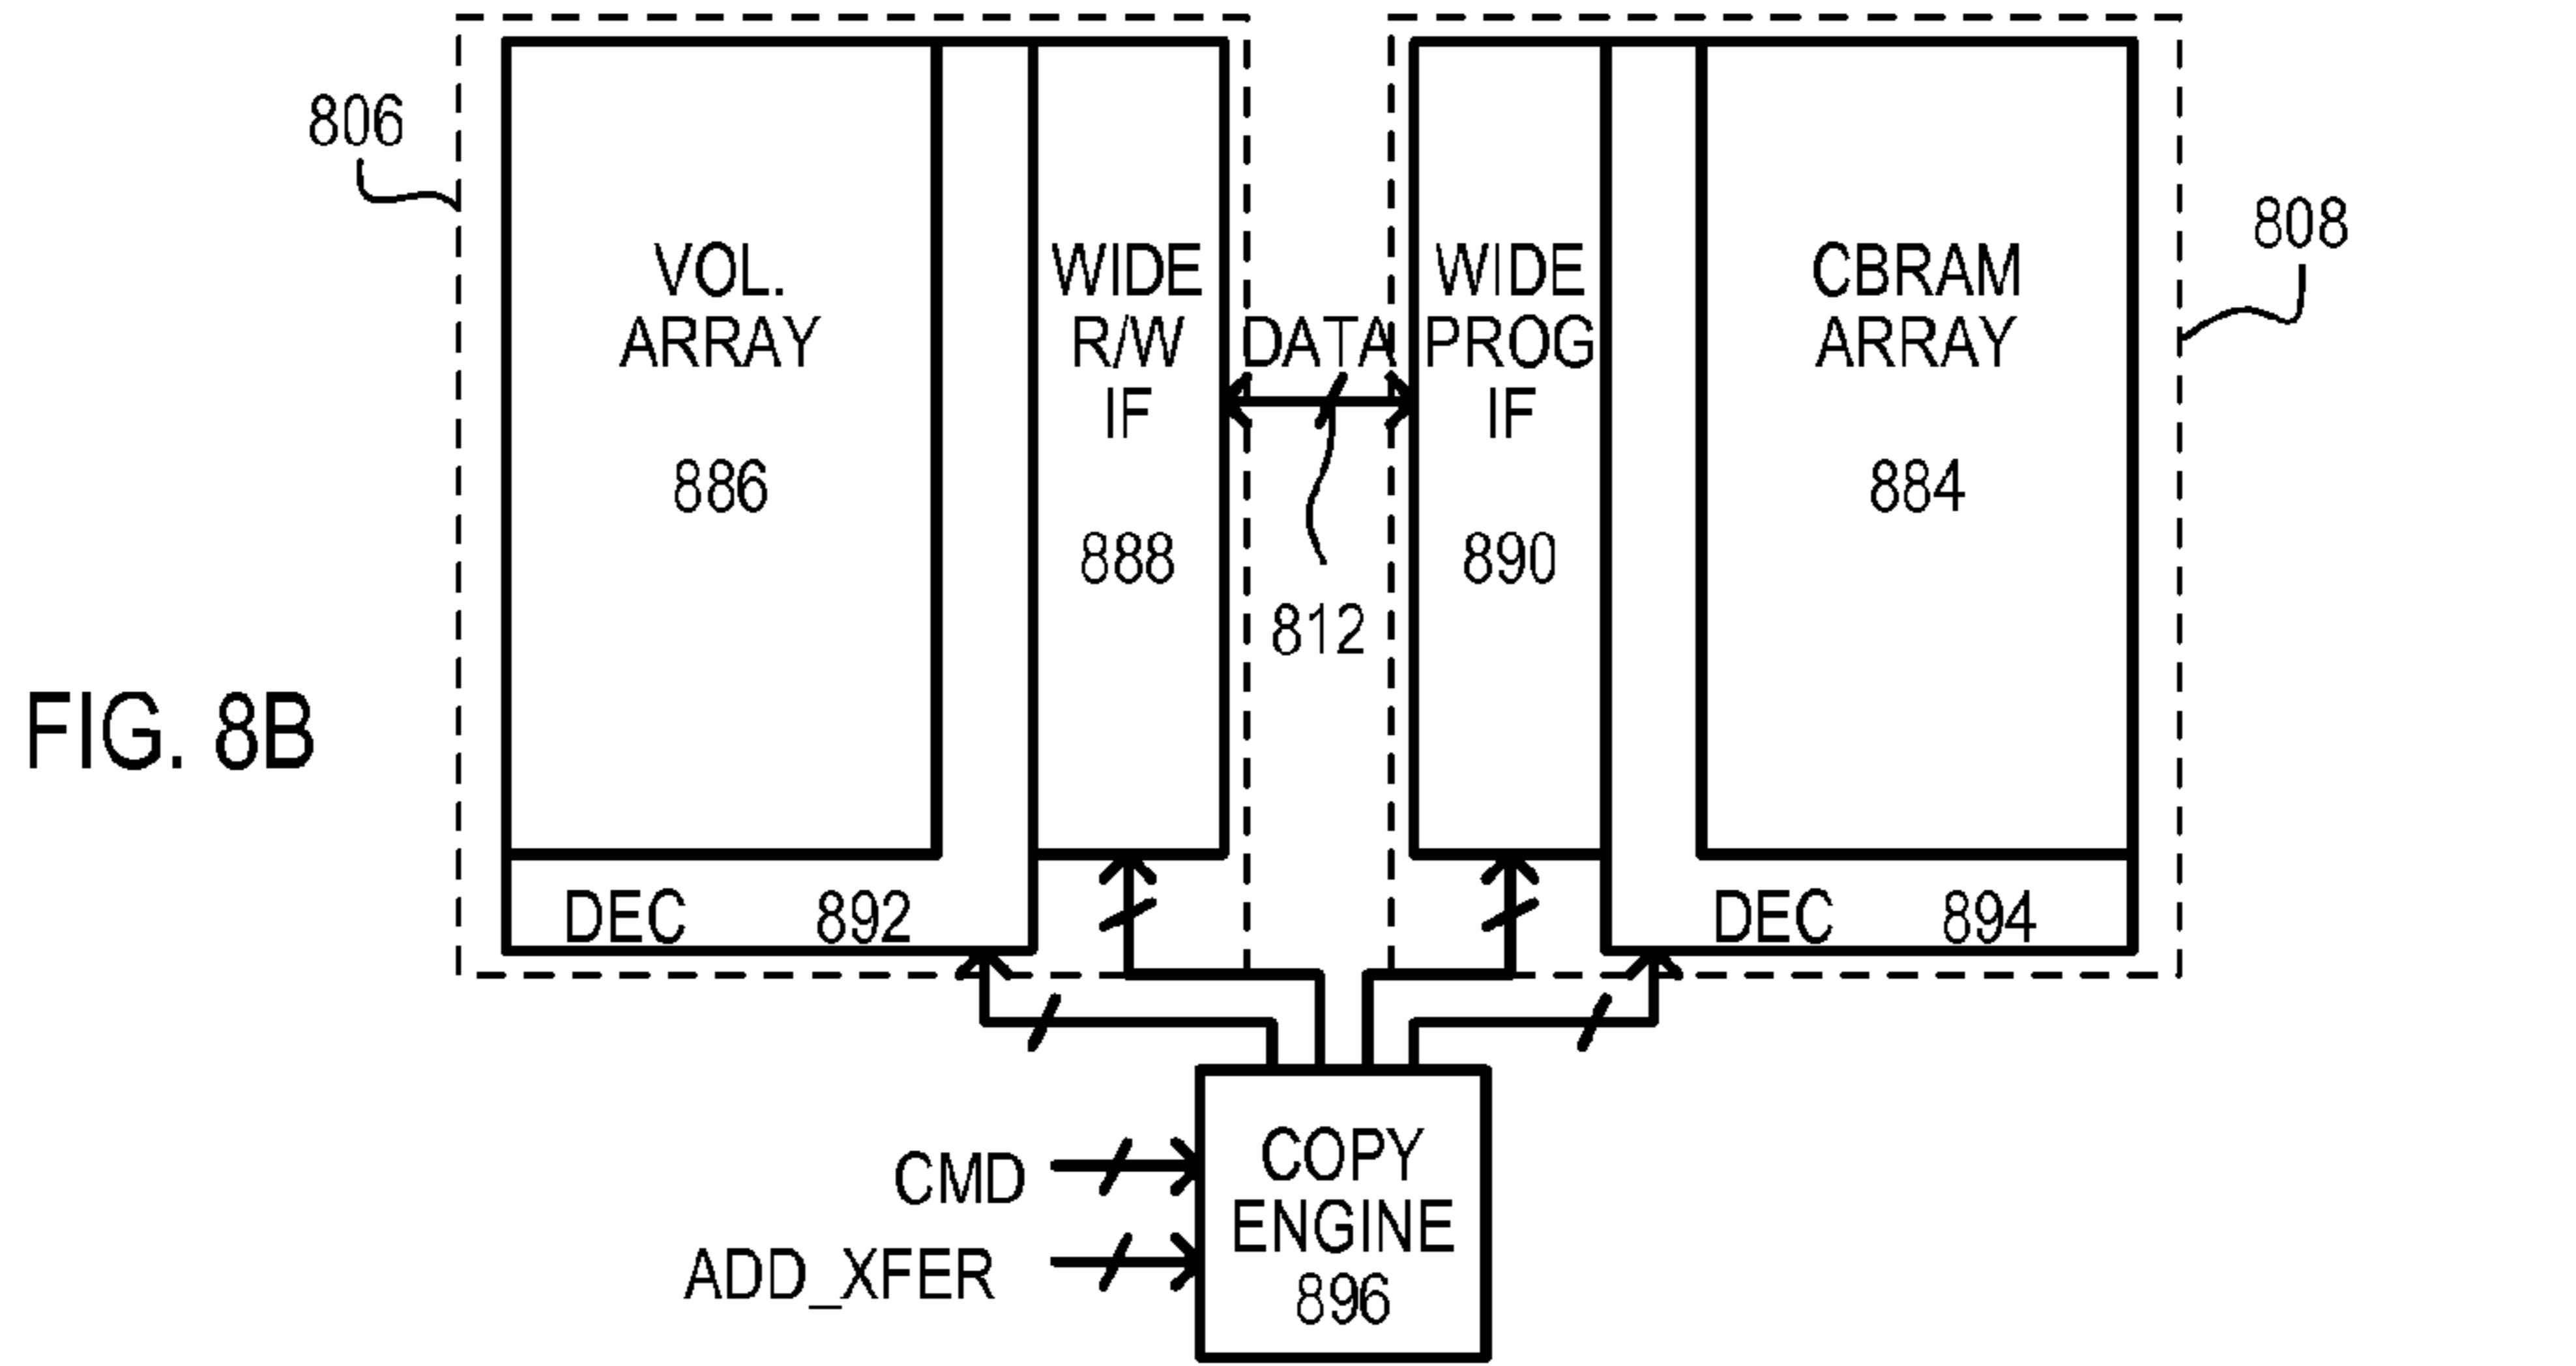 806
VOL.
ARRAY
886
WIDE
R/W
IF
888
DATA
812
WIDE
PROG
IF
890
CBRAM
ARRAY
884
808
FIG. 8B
DEC 892
DEC 894
CMD
ADD_XFER
COPY
ENGINE
896